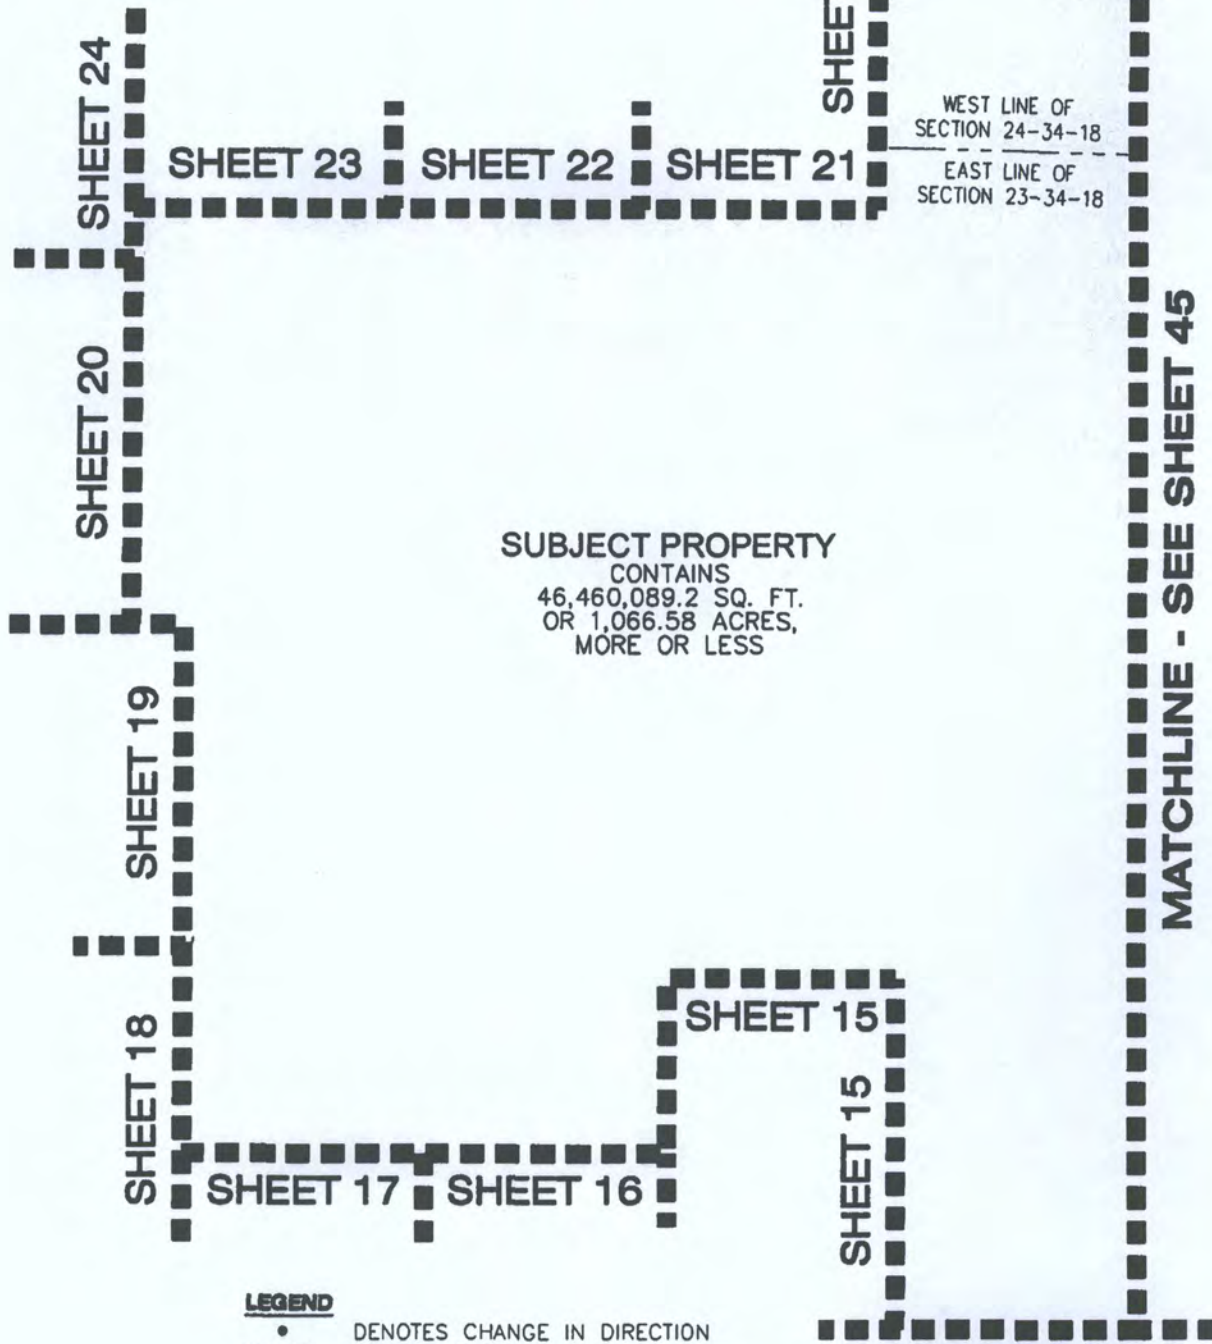 SHEET 24
SHEE
WEST LINE OF
SECTION 24-34-18
EAST LINE OF
SECTION 23-34-18
SHEET 23
SHEET 22
SHEET 21
SHEET 20
MATCHLINE - SEE SHEET 45
SUBJECT PROPERTY
CONTAINS
46,460,089.2 SQ. FT.
OR 1,066.58 ACRES,
MORE OR LESS
SHEET 19
SHEET 15
SHEET 18
SHEET 15
SHEET 17
SHEET 16
LEGEND
• DENOTES CHANGE IN DIRECTION